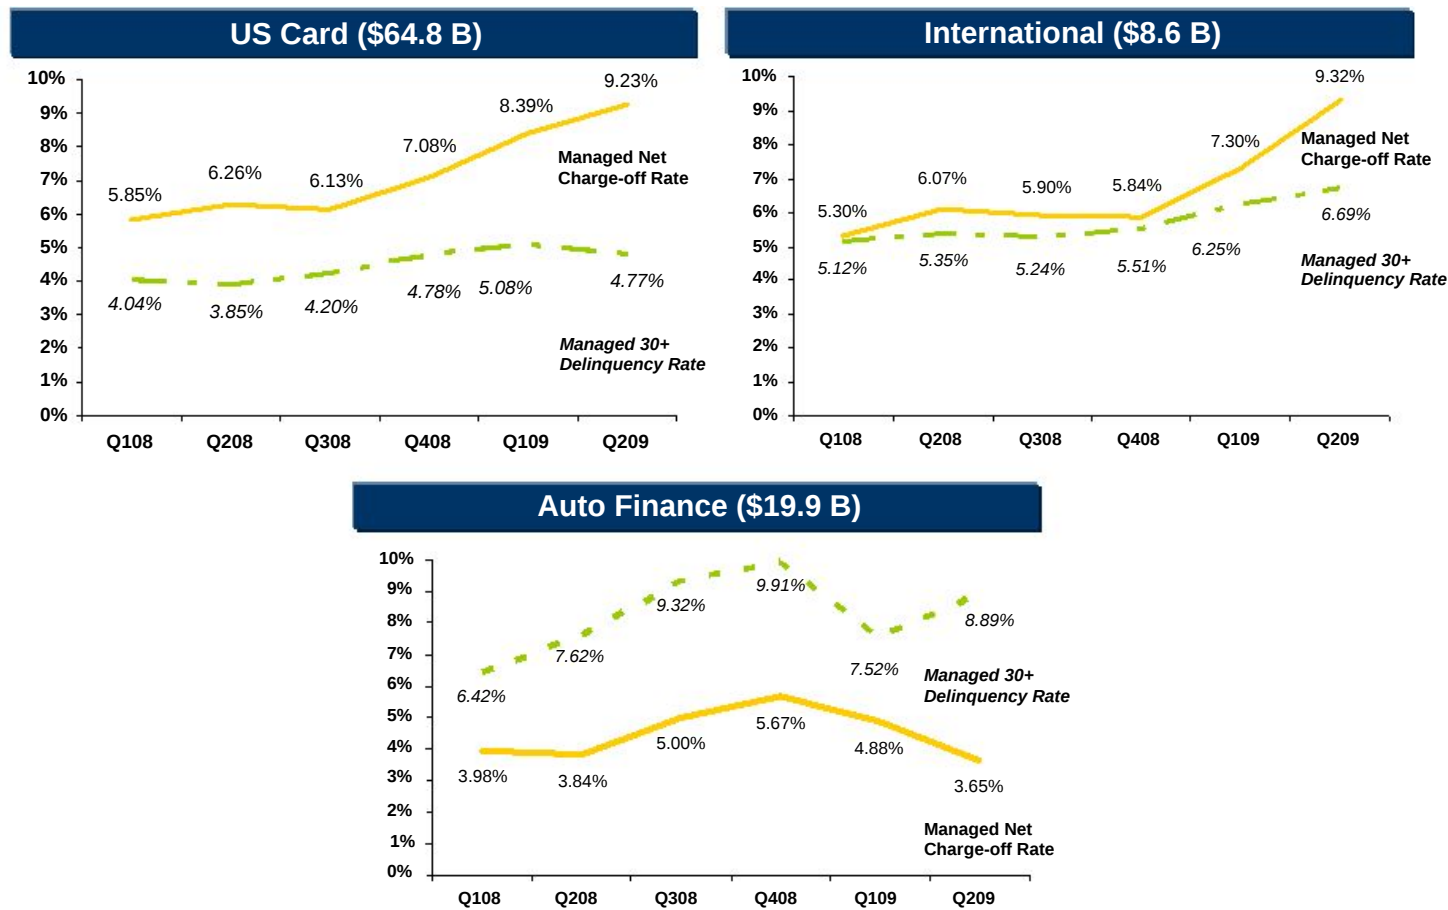 US Card ($64.8 B)
10%
9%
8%
7%
6%
5%
4%
3%
2%
1%
0%
5.85%
6.26%
6.13%
7.08%
8.39%
9.23%
Managed Net
Charge-off Rate
4.04%
3.85%
4.20%
4.78%
5.08%
4.77%
Managed 30+
Delinquency Rate
Q108
Q208
Q308
Q408
Q109
Q209
International ($8.6 B)
10%
9%
8%
7%
6%
5%
4%
3%
2%
1%
0%
5.30%
6.07%
5.90%
5.84%
7.30%
9.32%
Managed Net
Charge-off Rate
5.12%
5.35%
5.24%
5.51%
6.25%
6.69%
Managed 30+
Delinquency Rate
Q108
Q208
Q308
Q408
Q109
Q209
Auto Finance ($19.9 B)
10%
9%
8%
7%
6%
5%
4%
3%
2%
1%
0%
6.42%
7.62%
9.32%
9.91%
7.52%
8.89%
Managed 30+
Delinquency Rate
3.98%
3.84%
5.00%
5.67%
4.88%
3.65%
Managed Net
Charge-off Rate
Q108
Q208
Q308
Q408
Q109
Q209